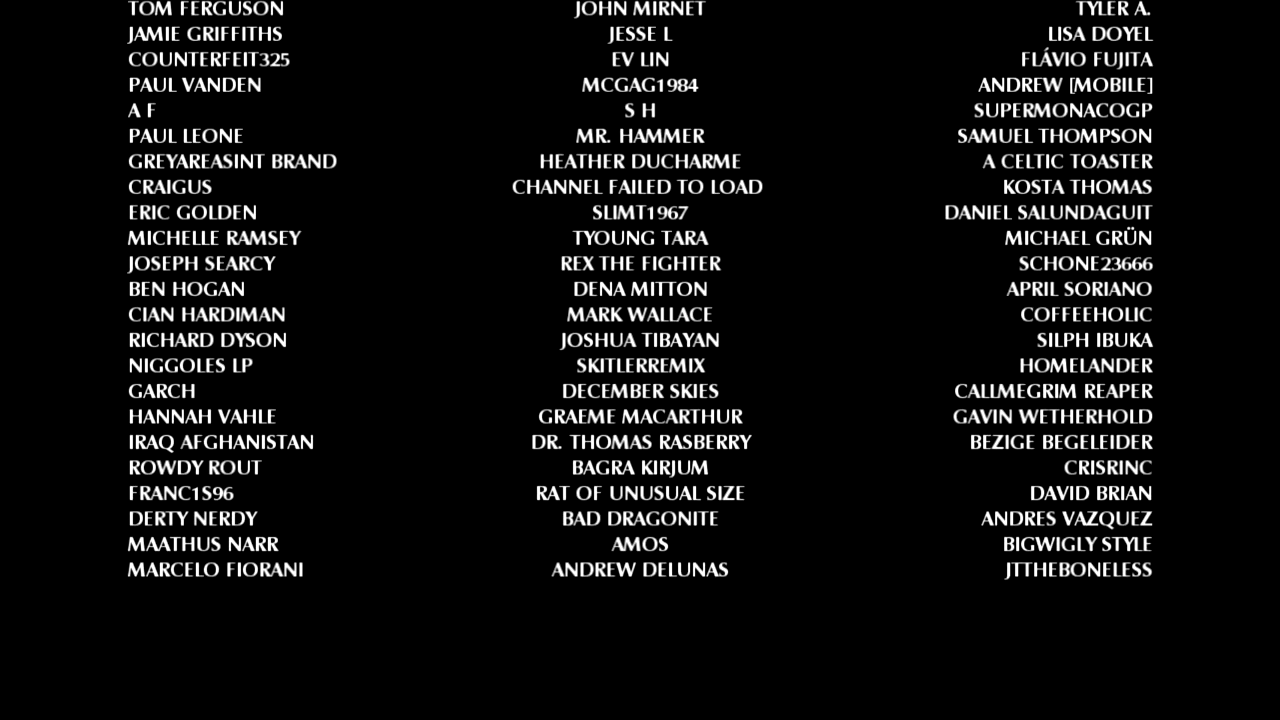 TOM FERGUSON JOHN MIRNET TYLER A.
JAMIE GRIFFITHS JESSE L LISA DOYEL
COUNTERFEIT325 EV LIN FLÁVIO FUJITA
PAUL VANDEN MCGAG1984 ANDREW [MOBILE]
A F S H SUPERMONACOGP
PAUL LEONE MR. HAMMER SAMUEL THOMPSON
GREYAREASINT BRAND HEATHER DUCHARME A CELTIC TOASTER
CRAIGUS CHANNEL FAILED TO LOAD KOSTA THOMAS
ERIC GOLDEN SLIMT1967 DANIEL SALUNDAGUIT
MICHELLE RAMSEY TYOUNG TARA MICHAEL GRÜN
JOSEPH SEARCY REX THE FIGHTER SCHONE23666
BEN HOGAN DENA MITTON APRIL SORIANO
CIAN HARDIMAN MARK WALLACE COFFEEHOLIC
RICHARD DYSON JOSHUA TIBAYAN SILPH IBUKA
NIGGOLES LP SKITLERREMIX HOMELANDER
GARCH DECEMBER SKIES CALLMEGRIM REAPER
HANNAH VAHLE GRAEME MACARTHUR GAVIN WETHERHOLD
IRAQ AFGHANISTAN DR. THOMAS RASBERRY BEZIGE BEGELEIDER
ROWDY ROUT BAGRA KIRJUM CRISRINC
FRANC1S96 RAT OF UNUSUAL SIZE DAVID BRIAN
DERTY NERDY BAD DRAGONITE ANDRES VAZQUEZ
MAATHUS NARR AMOS BIGWIGLY STYLE
MARCELO FIORANI ANDREW DELUNAS JTTHEBONELESS